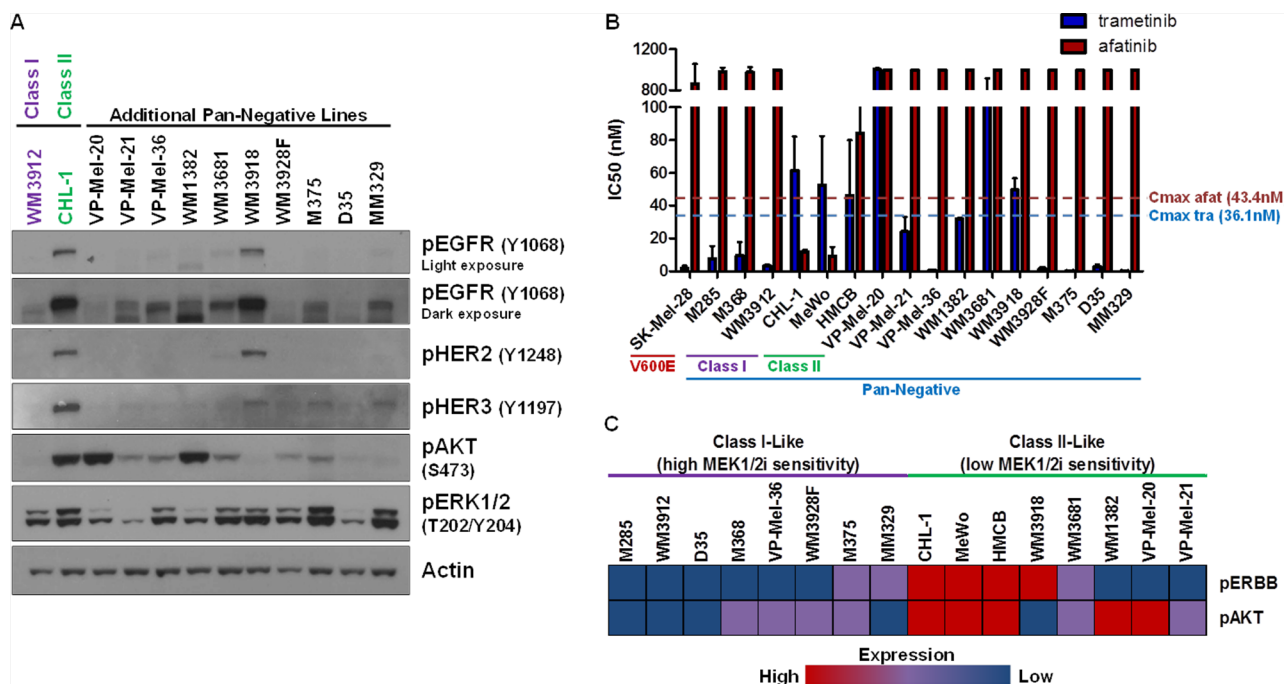 A
Class I
Class II
Additional Pan-Negative Lines
WM3912
CHL-1
VP-Mel-20
VP-Mel-21
VP-Mel-36
WM1382
WM3681
WM3918
WM3928F
M375
D35
MM329
pEGFR (Y1068)
Light exposure
pEGFR (Y1068)
Dark exposure
pHER2 (Y1248)
pHER3 (Y1197)
pAKT
(S473)
pERK1/2
(T202/Y204)
Actin
B
trametinib
afatinib
IC50 (nM)
1200
800
100
80
60
40
20
0
Cmax afat (43.4nM
Cmax tra (36.1nM)
SK-Mel-28
M285
M368
WM3912
CHL-1
MeWo
HMCB
VP-Mel-20
VP-Mel-21
VP-Mel-36
WM1382
WM3681
WM3918
WM3928F
M375
D35
MM329
V600E
Class I
Class II
Pan-Negative
C
Class I-Like
(high MEK1/2i sensitivity)
Class II-Like
(low MEK1/2i sensitivity)
M285
WM3912
D35
M368
VP-Mel-36
WM3928F
M375
MM329
CHL-1
MeWo
HMCB
WM3918
WM3681
WM1382
VP-Mel-20
VP-Mel-21
pERBB
pAKT
Expression
High
Low